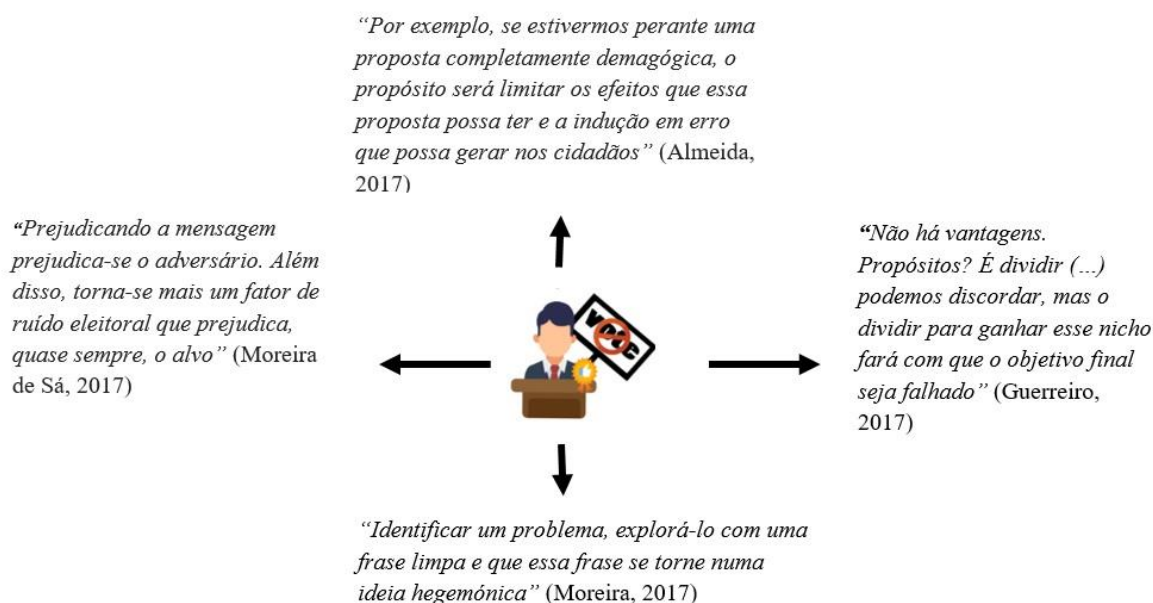 “Por exemplo, se estivermos perante uma
proposta completamente demagógica, o
propósito será limitar os efeitos que essa
proposta possa ter e a indução em erro
que possa gerar nos cidadãos” (Almeida,
2017)
“Prejudicando a mensagem
prejudica-se o adversário. Além
disso, torna-se mais um fator de
ruído eleitoral que prejudica,
quase sempre, o alvo” (Moreira
de Sá, 2017)
“Não há vantagens.
Propósitos? É dividir (...)
podemos discordar, mas o
dividir para ganhar esse nicho
fará com que o objetivo final
seja falhado” (Guerreiro,
2017)
“Identificar um problema, explorá-lo com uma
frase limpa e que essa frase se torne numa
ideia hegemónica” (Moreira, 2017)